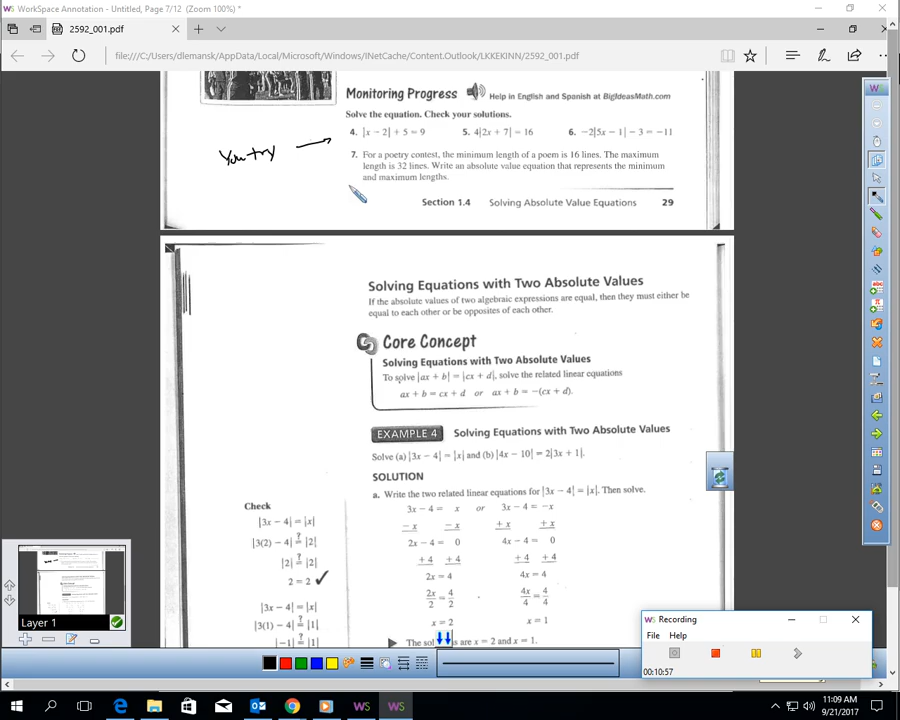 WorkSpace Annotation - Untitled, Page 7/12 (Zoom 100%) *
2592_001.pdf
file:///C:/Users/dlemansk/AppData/Local/Microsoft/Windows/INetCache/Content.Outlook/LKKEKINN/2592_001.pdf
Monitoring Progress Help in English and Spanish at BigIdeasMath.com
Solve the equation. Check your solutions.
4. |x − 2| + 5 = 9 5. 4|2x + 7| = 16 6. −2|5x − 1| − 3 = −11
You try
7. For a poetry contest, the minimum length of a poem is 16 lines. The maximum
length is 32 lines. Write an absolute value equation that represents the minimum
and maximum lengths.
Section 1.4 Solving Absolute Value Equations 29
Solving Equations with Two Absolute Values
If the absolute values of two algebraic expressions are equal, then they must either be
equal to each other or be opposites of each other.
Core Concept
Solving Equations with Two Absolute Values
To solve |ax + b| = |cx + d|, solve the related linear equations
ax + b = cx + d or ax + b = −(cx + d).
EXAMPLE 4 Solving Equations with Two Absolute Values
Solve (a) |3x − 4| = |x| and (b) |4x − 10| = 2|3x + 1|.
SOLUTION
a. Write the two related linear equations for |3x − 4| = |x|. Then solve.
3x − 4 = x or 3x − 4 = −x
− x − x + x + x
2x − 4 = 0 4x − 4 = 0
+ 4 + 4 + 4 + 4
2x = 4 4x = 4
2x/2 = 4/2 4x/4 = 4/4
x = 2 x = 1
The sol s are x = 2 and x = 1.
Check
|3x − 4| = |x|
|3(2) − 4| ≟ |2|
|2| ≟ |2|
2 = 2 ✓
|3x − 4| = |x|
|3(1) − 4| ≟ |1|
|−1| ≟ |1|
Layer 1
Recording
File Help
00:10:57
11:09 AM
9/21/2017